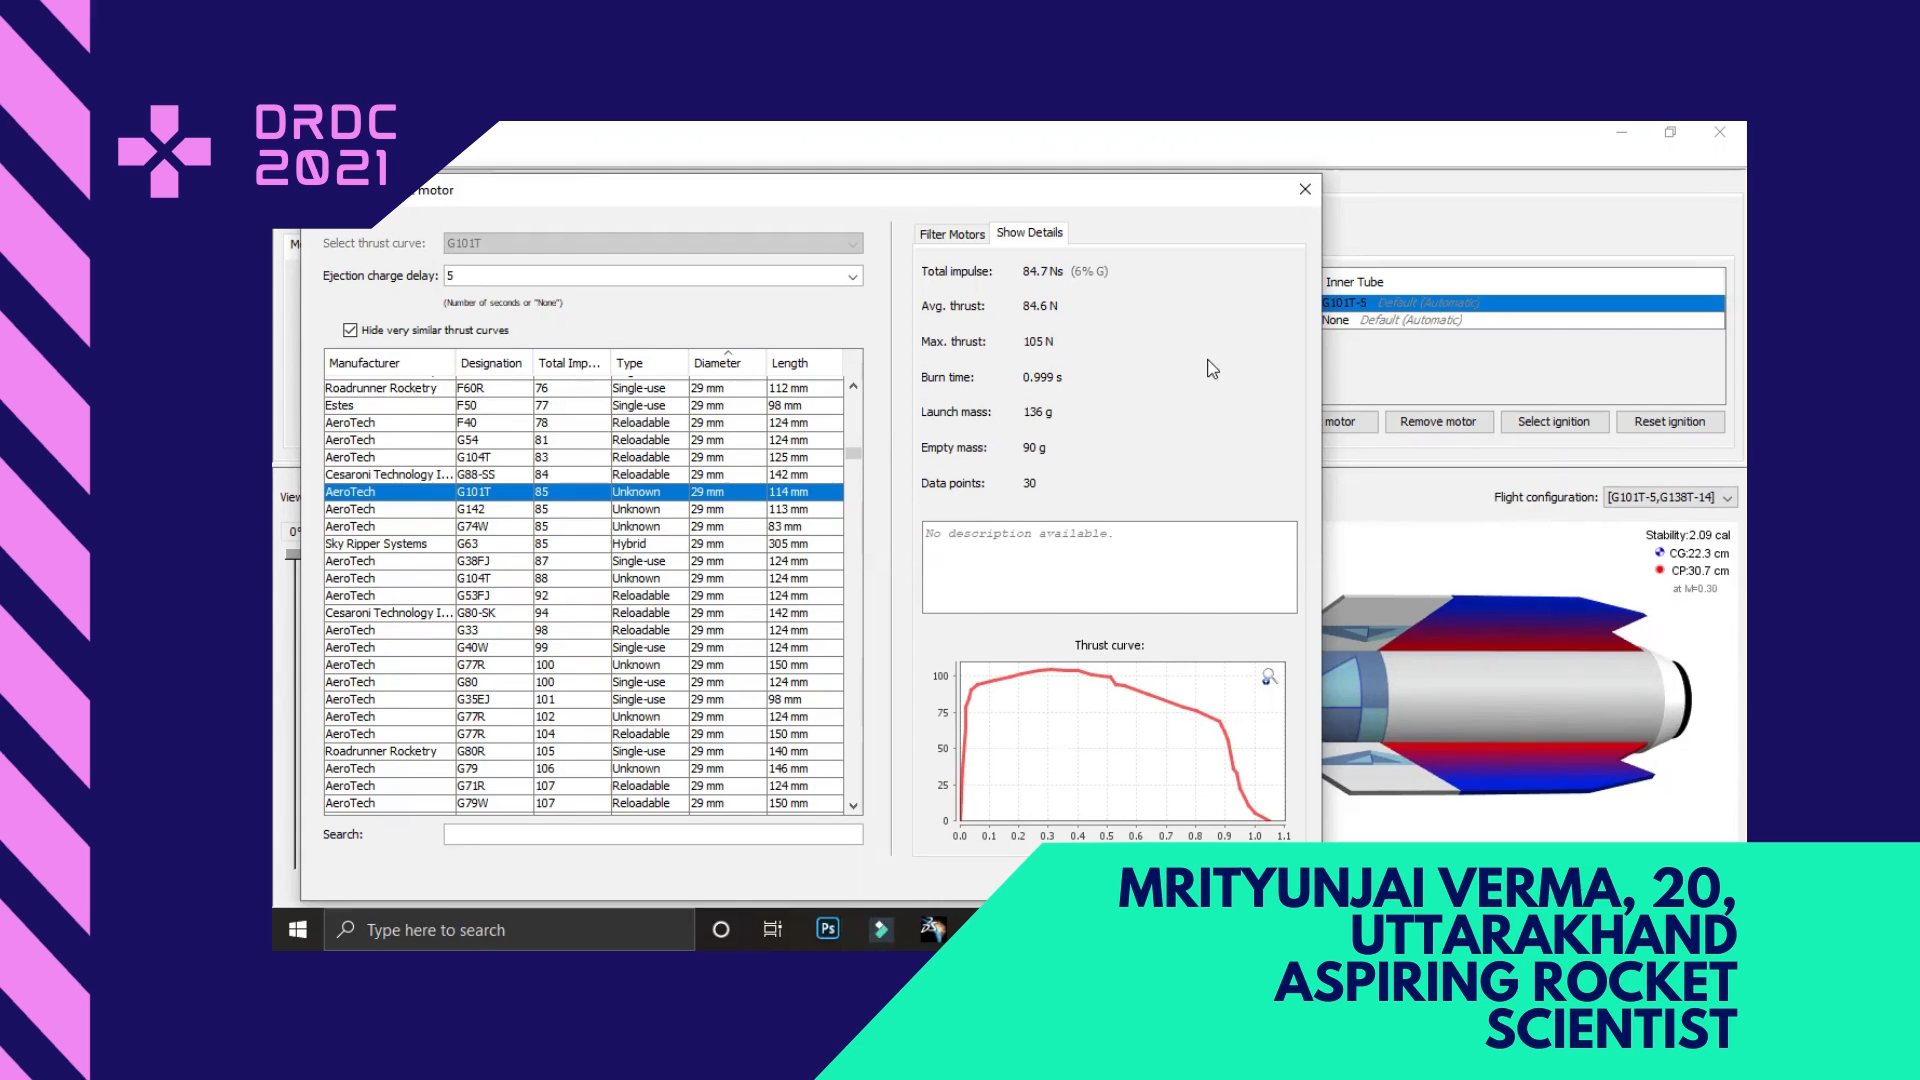 DRDC
2021
motor
Select thrust curve: G101T
Ejection charge delay: 5
(Number of seconds or "None")
Hide very similar thrust curves
Manufacturer Designation Total Imp... Type Diameter Length
Roadrunner Rocketry F60R 76 Single-use 29 mm 112 mm
Estes F50 77 Single-use 29 mm 98 mm
AeroTech F40 78 Reloadable 29 mm 124 mm
AeroTech G54 81 Reloadable 29 mm 124 mm
AeroTech G104T 83 Reloadable 29 mm 125 mm
Cesaroni Technology I... G88-SS 84 Reloadable 29 mm 142 mm
AeroTech G101T 85 Unknown 29 mm 114 mm
AeroTech G142 85 Unknown 29 mm 113 mm
AeroTech G74W 85 Unknown 29 mm 83 mm
Sky Ripper Systems G63 85 Hybrid 29 mm 305 mm
AeroTech G38FJ 87 Single-use 29 mm 124 mm
AeroTech G104T 88 Unknown 29 mm 124 mm
AeroTech G53FJ 92 Reloadable 29 mm 124 mm
Cesaroni Technology I... G80-SK 94 Reloadable 29 mm 142 mm
AeroTech G33 98 Reloadable 29 mm 124 mm
AeroTech G40W 99 Single-use 29 mm 124 mm
AeroTech G77R 100 Unknown 29 mm 150 mm
AeroTech G80 100 Single-use 29 mm 124 mm
AeroTech G35EJ 101 Single-use 29 mm 98 mm
AeroTech G77R 102 Unknown 29 mm 124 mm
AeroTech G77R 104 Reloadable 29 mm 150 mm
Roadrunner Rocketry G80R 105 Single-use 29 mm 140 mm
AeroTech G79 106 Unknown 29 mm 146 mm
AeroTech G71R 107 Reloadable 29 mm 124 mm
AeroTech G79W 107 Reloadable 29 mm 150 mm
Search:
Filter Motors Show Details
Total impulse: 84.7 Ns (6% G)
Avg. thrust: 84.6 N
Max. thrust: 105 N
Burn time: 0.999 s
Launch mass: 136 g
Empty mass: 90 g
Data points: 30
No description available.
Thrust curve:
100
75
50
25
0
0.0 0.1 0.2 0.3 0.4 0.5 0.6 0.7 0.8 0.9 1.0 1.1
Inner Tube
G101T-5 Default (Automatic)
None Default (Automatic)
motor Remove motor Select ignition Reset ignition
View
0°
Flight configuration: [G101T-5,G138T-14]
Stability:2.09 cal
CG:22.3 cm
CP:30.7 cm
at M=0.30
Type here to search
Ps
MRITYUNJAI VERMA, 20,
UTTARAKHAND
ASPIRING ROCKET
SCIENTIST